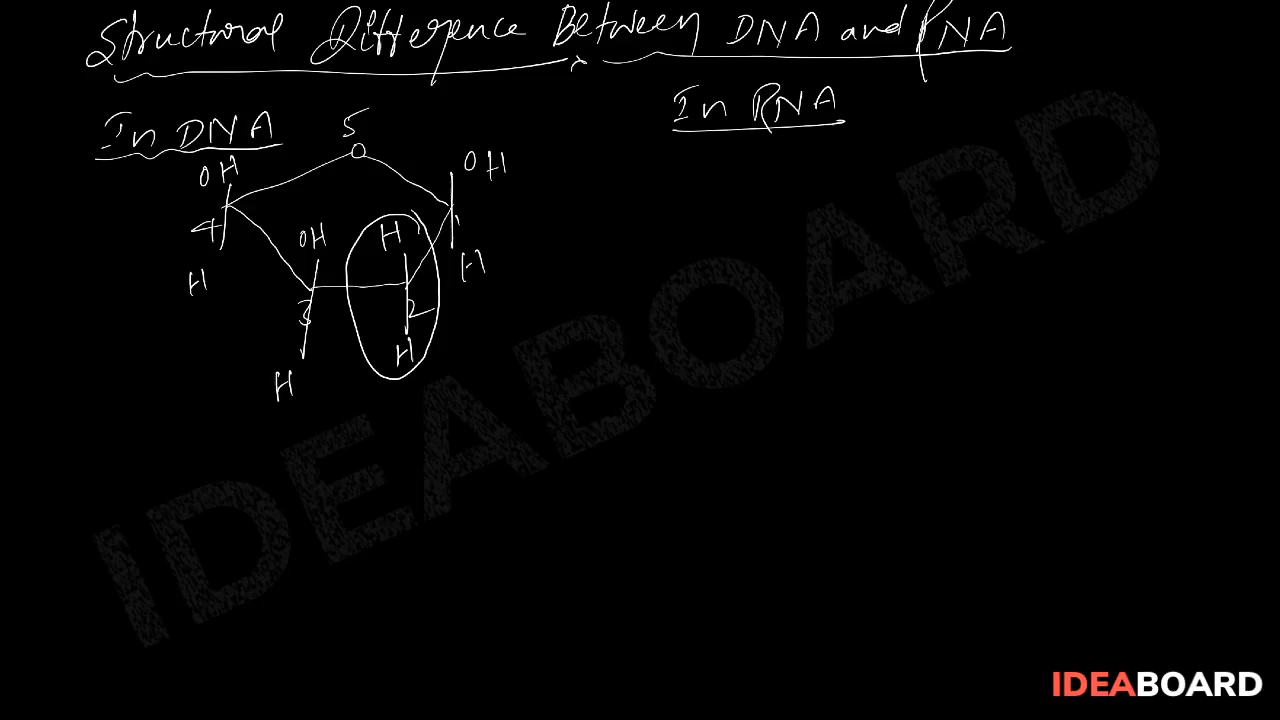 Structural Difference Between DNA and RNA
In DNA
In RNA
5
O
OH
OH
4
1
OH
H
H
H
3
2
H
H
IDEABOARD
IDEABOARD